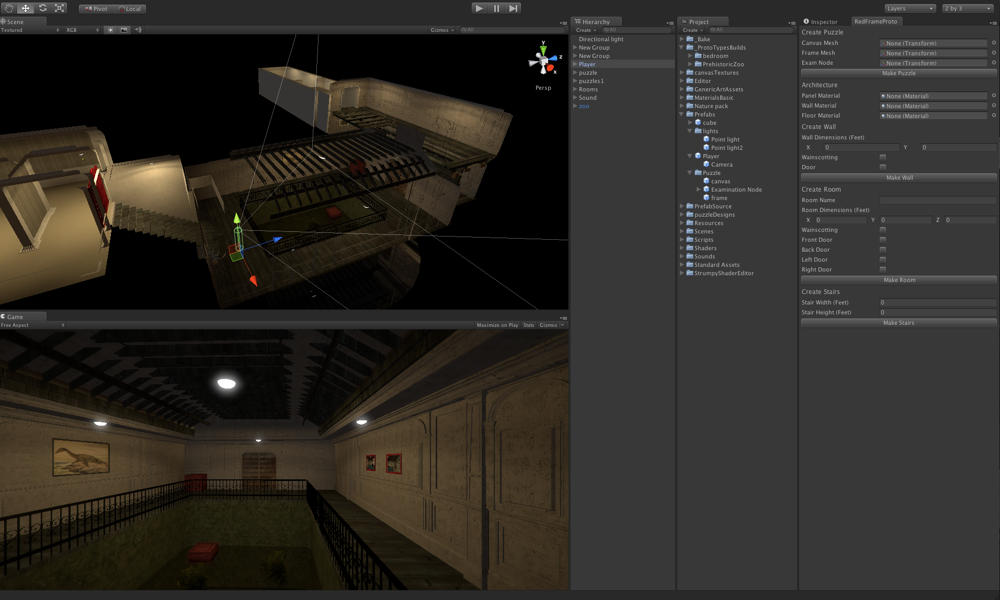 Pivot Local
Layers 2 by 3
Scene
Textured RGB Gizmos All
y
z
x
Persp
Game
Free Aspect Maximize on Play Stats Gizmos
Hierarchy
Create All
Directional light
New Group
New Group
Player
puzzle
puzzles1
Rooms
Sound
zoo
Project
Create All
_Bake
_ProtoTypesBuilds
bedroom
PrehistoricZoo
canvasTextures
Editor
GenericArtAssets
MaterialsBasic
Nature pack
Prefabs
cube
lights
Point light
Point light2
Player
Camera
Puzzle
canvas
Examination Node
frame
PrefabSource
puzzleDesigns
Resources
Scenes
Scripts
Shaders
Sounds
Standard Assets
StrumpyShaderEditor
Inspector RedFrameProto
Create Puzzle
Canvas Mesh None (Transform)
Frame Mesh None (Transform)
Exam Node None (Transform)
Make Puzzle
Architecture
Panel Material None (Material)
Wall Material None (Material)
Floor Material None (Material)
Create Wall
Wall Dimensions (Feet)
X 0 Y 0
Wainscotting
Door
Make Wall
Create Room
Room Name
Room Dimensions (Feet)
X 0 Y 0 Z 0
Wainscotting
Front Door
Back Door
Left Door
Right Door
Make Room
Create Stairs
Stair Width (Feet) 0
Stair Height (Feet) 0
Make Stairs